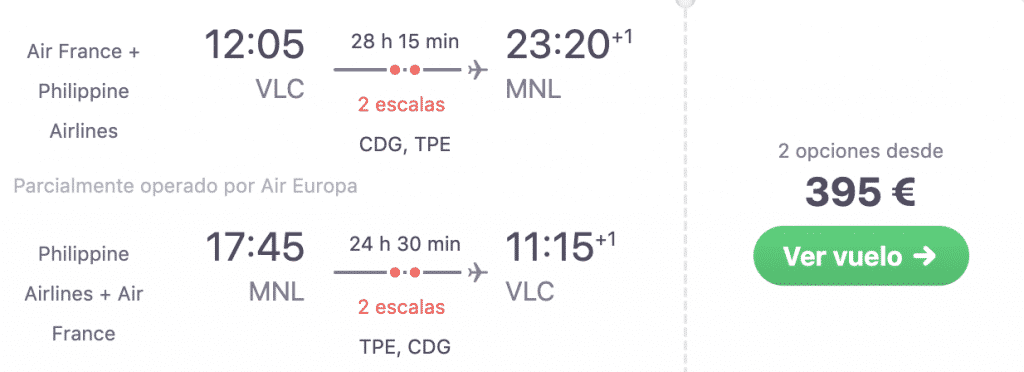 Air France +
Philippine
Airlines
12:05
VLC
28 h 15 min
2 escalas
CDG, TPE
23:20+1
MNL
Parcialmente operado por Air Europa
Philippine
Airlines + Air
France
17:45
MNL
24 h 30 min
2 escalas
TPE, CDG
11:15+1
VLC
2 opciones desde
395 €
Ver vuelo →